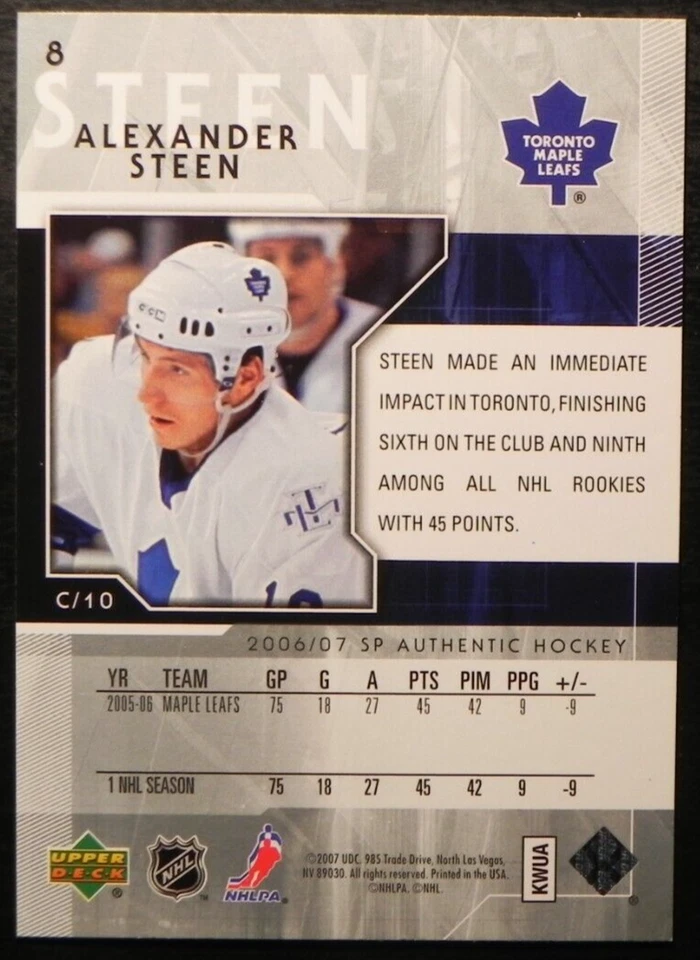 8
STEEN
ALEXANDER
STEEN
TORONTO
MAPLE
LEAFS
®
CCM
STEEN MADE AN IMMEDIATE
IMPACT IN TORONTO, FINISHING
SIXTH ON THE CLUB AND NINTH
AMONG ALL NHL ROOKIES
WITH 45 POINTS.
C/10
2006/07 SP AUTHENTIC HOCKEY
YR TEAM GP G A PTS PIM PPG +/-
2005-06 MAPLE LEAFS 75 18 27 45 42 9 -9
1 NHL SEASON 75 18 27 45 42 9 -9
UPPER
DECK
®
NHL
™
NHLPA
®
©2007 UDC. 985 Trade Drive, North Las Vegas,
NV 89030. All rights reserved. Printed in the USA.
©NHLPA. ©NHL.
KWUA
®